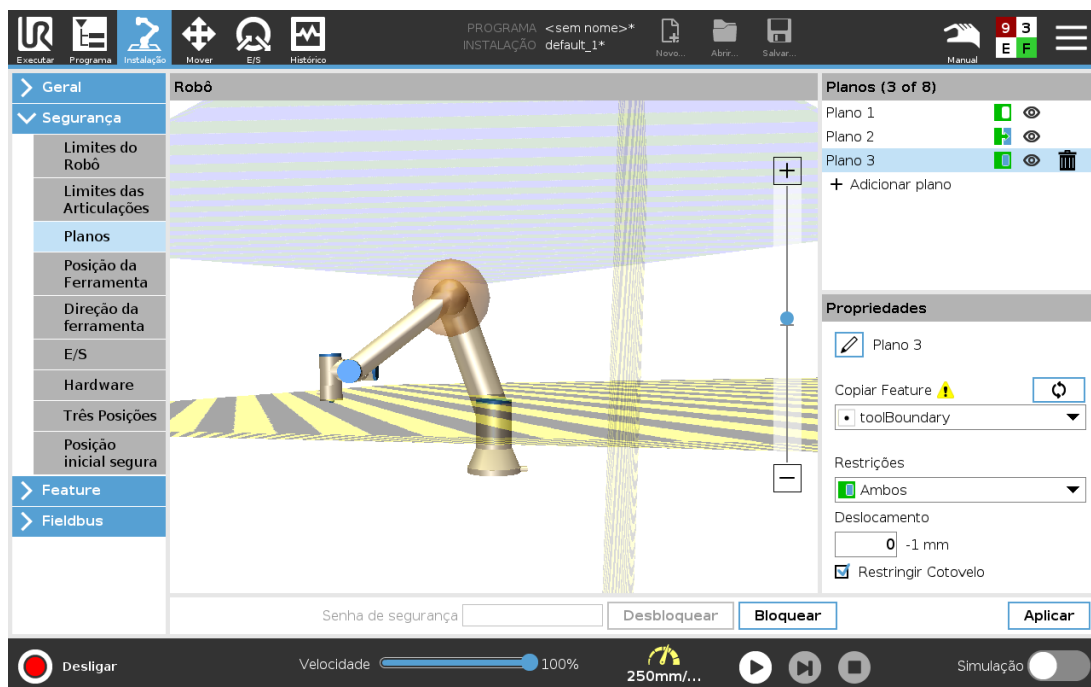 PROGRAMA <sem nome>*
INSTALAÇÃO default_1*
Executar
Programa
Instalação
Mover
E/S
Histórico
Novo...
Abrir...
Salvar...
Manual
9 3
E F
Geral
Segurança
Limites do
Robô
Limites das
Articulações
Planos
Posição da
Ferramenta
Direção da
ferramenta
E/S
Hardware
Três Posições
Posição
inicial segura
Feature
Fieldbus
Robô
Planos (3 of 8)
Plano 1
Plano 2
Plano 3
+ Adicionar plano
Propriedades
Plano 3
Copiar Feature
toolBoundary
Restrições
Ambos
Deslocamento
0 -1 mm
Restringir Cotovelo
Senha de segurança
Desbloquear
Bloquear
Aplicar
Desligar
Velocidade
100%
250mm/...
Simulação